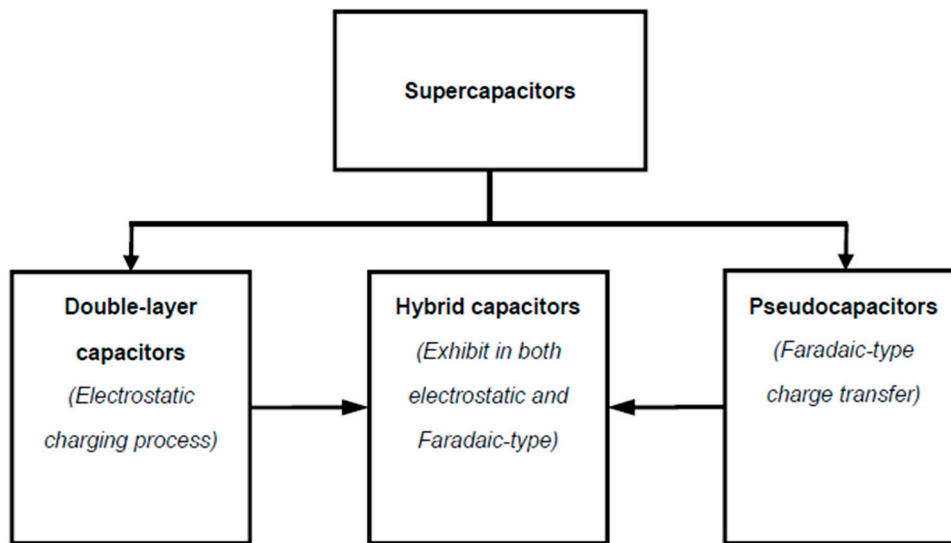 Supercapacitors
Double-layer
capacitors
(Electrostatic
charging process)
Hybrid capacitors
(Exhibit in both
electrostatic and
Faradaic-type)
Pseudocapacitors
(Faradaic-type
charge transfer)